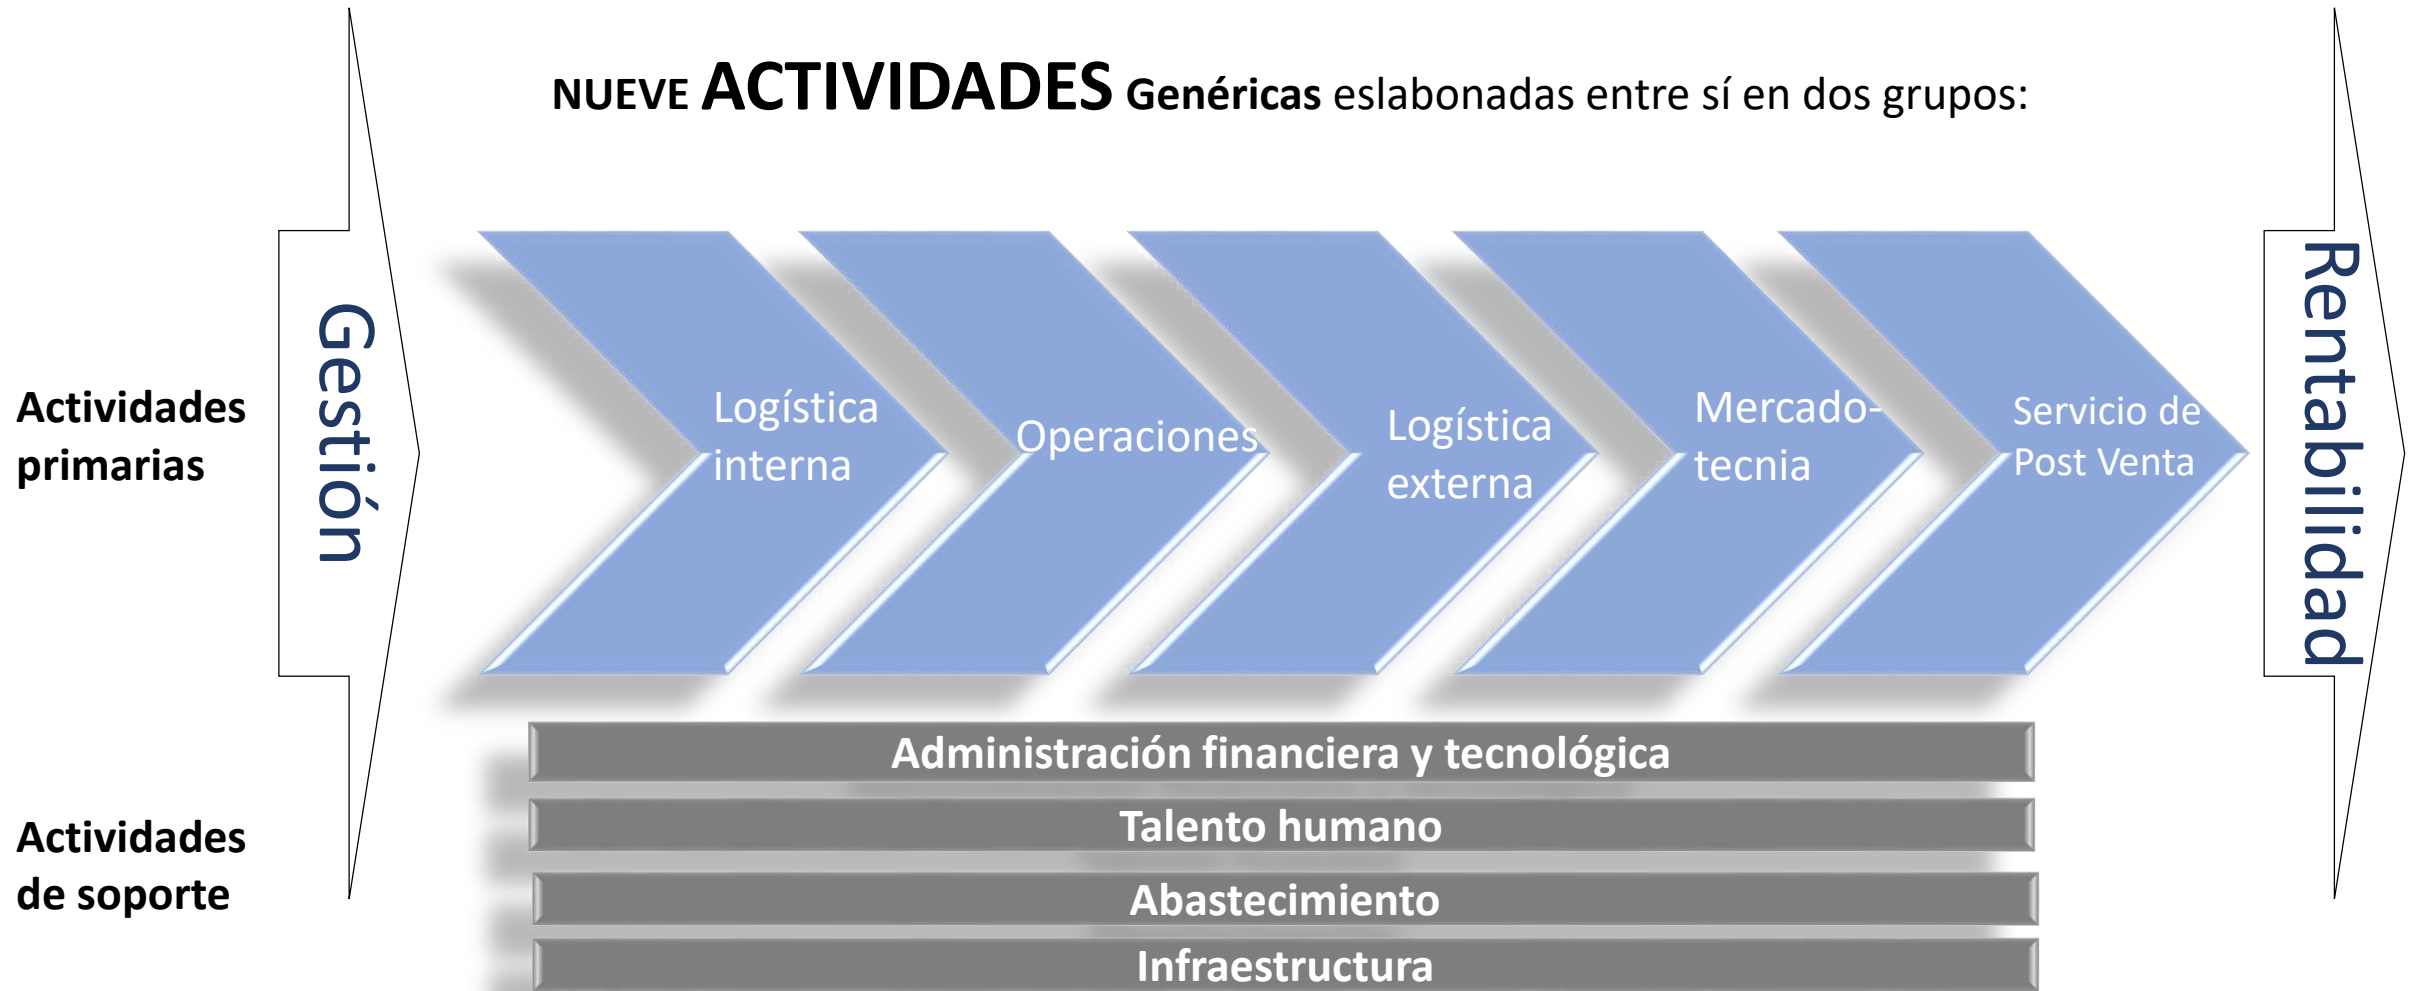 NUEVE ACTIVIDADES Genéricas eslabonadas entre sí en dos grupos:
Actividades
primarias
Gestión
Logística
interna
Operaciones
Logística
externa
Mercado-
tecnia
Servicio de
Post Venta
Rentabilidad
Actividades
de soporte
Administración financiera y tecnológica
Talento humano
Abastecimiento
Infraestructura